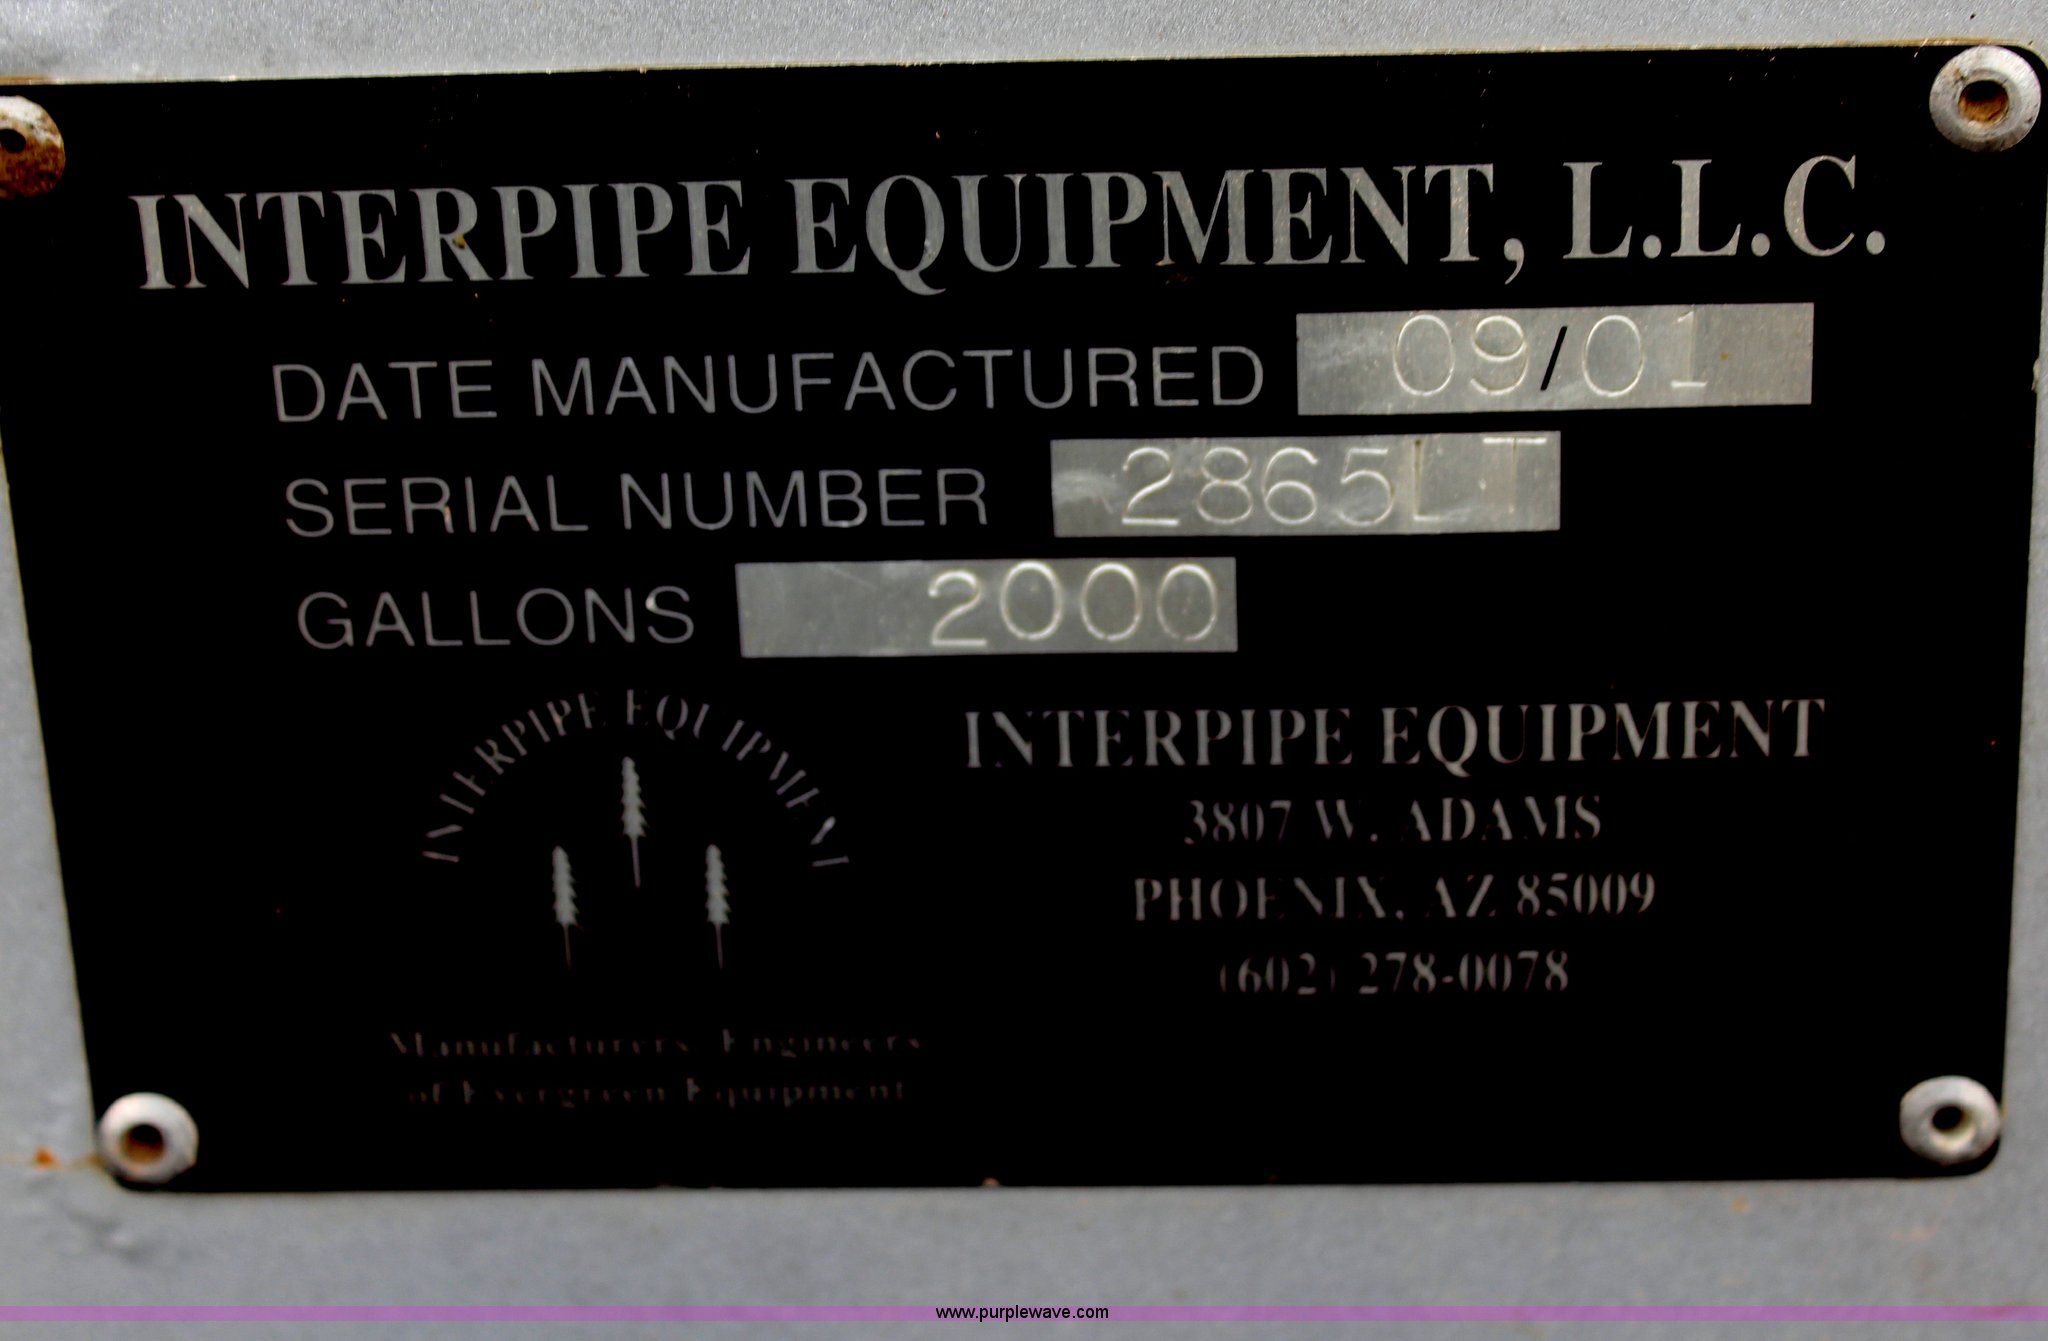 INTERPIPE EQUIPMENT, L.L.C.
DATE MANUFACTURED 09/01
SERIAL NUMBER 2865LT
GALLONS 2000
INTERPIPE EQUIPMENT
Manufacturers Engineers
of Evergreen Equipment
INTERPIPE EQUIPMENT
3807 W. ADAMS
PHOENIX, AZ 85009
(602) 278-0078
www.purplewave.com